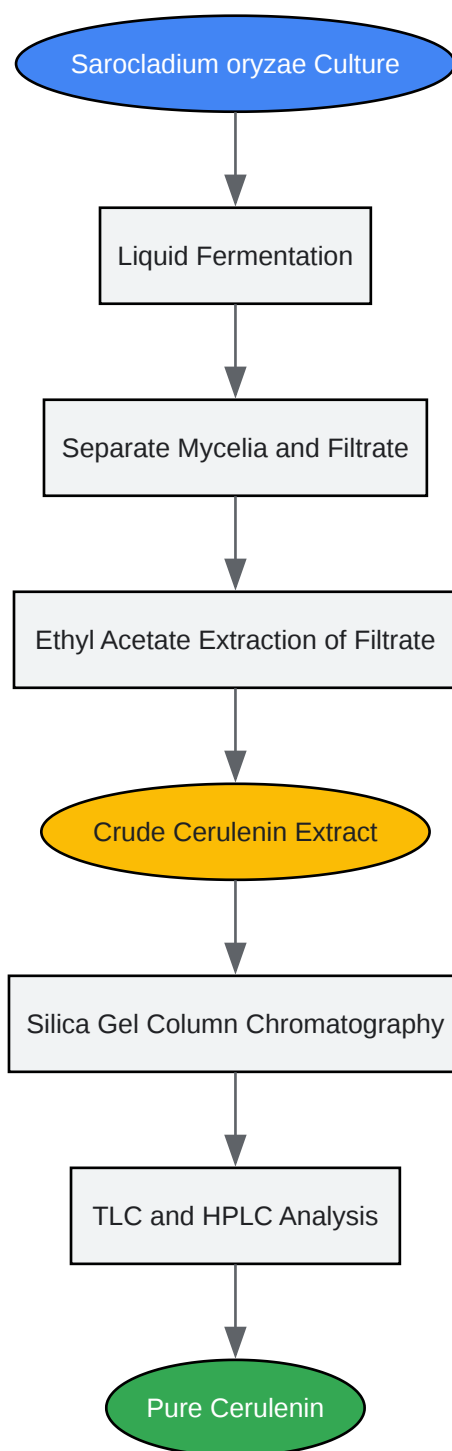 Sarocladium oryzae Culture
Liquid Fermentation
Separate Mycelia and Filtrate
Ethyl Acetate Extraction of Filtrate
Crude Cerulenin Extract
Silica Gel Column Chromatography
TLC and HPLC Analysis
Pure Cerulenin